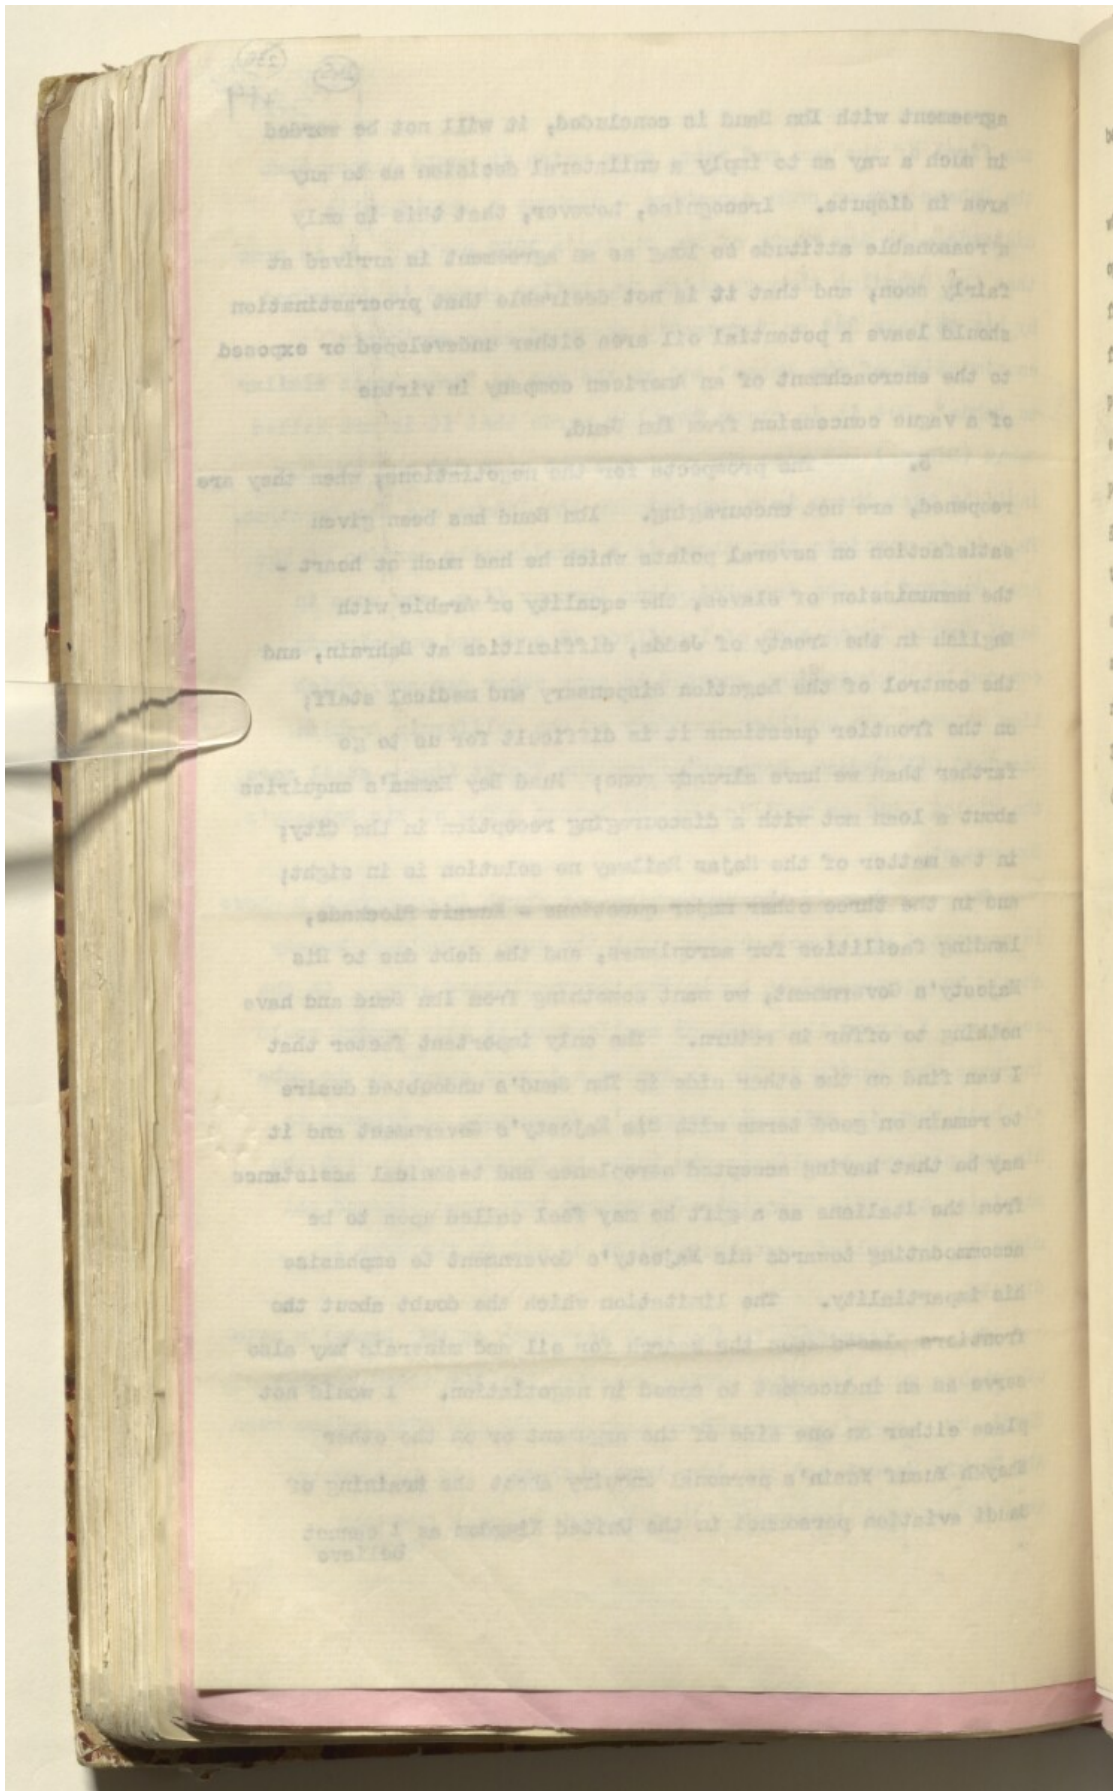 agreement with Ibn Saud is concluded, it will not be worded
in such a way as to imply a unilateral decision as to any
area in dispute. I recognise, however, that this is only
a reasonable attitude so long as an agreement is arrived at
fairly soon, and that it is not desirable that procrastination
should leave a potential oil area either undeveloped or exposed
to the encroachment of an American company in virtue
of a vague concession from Ibn Saud.
The prospects for the negotiations, when they are
reopened, are not encouraging. Ibn Saud has been given
satisfaction on several points which he had much at heart -
the manumission of slaves, the equality of Arabic with
English in the Treaty of Jedda, difficulties at Bahrain, and
the control of the Legation dispensary and medical staff;
on the frontier questions it is difficult for us to go
farther than we have already gone; Fuad Bey Hamza's enquiries
about a loan met with a discouraging reception in the City;
in the matter of the Hejaz Railway no solution is in sight;
and in the three other major questions - Kuwait Blockade,
landing facilities for aeroplanes, and the debt due to His
Majesty's Government, we want something from Ibn Saud and have
nothing to offer in return. The only important factor that
I can find on the other side is Ibn Saud's undoubted desire
to remain on good terms with His Majesty's Government and it
may be that having accepted aeroplanes and technical assistance
from the Italians as a gift he may feel called upon to be
accommodating towards His Majesty's Government to emphasise
his impartiality. The limitation which the doubt about the
frontiers places upon the search for oil and minerals may also
serve as an inducement to speed in negotiation. I would not
place either on one side of the argument or on the other
Shaykh Yusuf Yasin's personal enquiry about the training of
Saudi aviation personnel in the United Kingdom as I cannot
believe